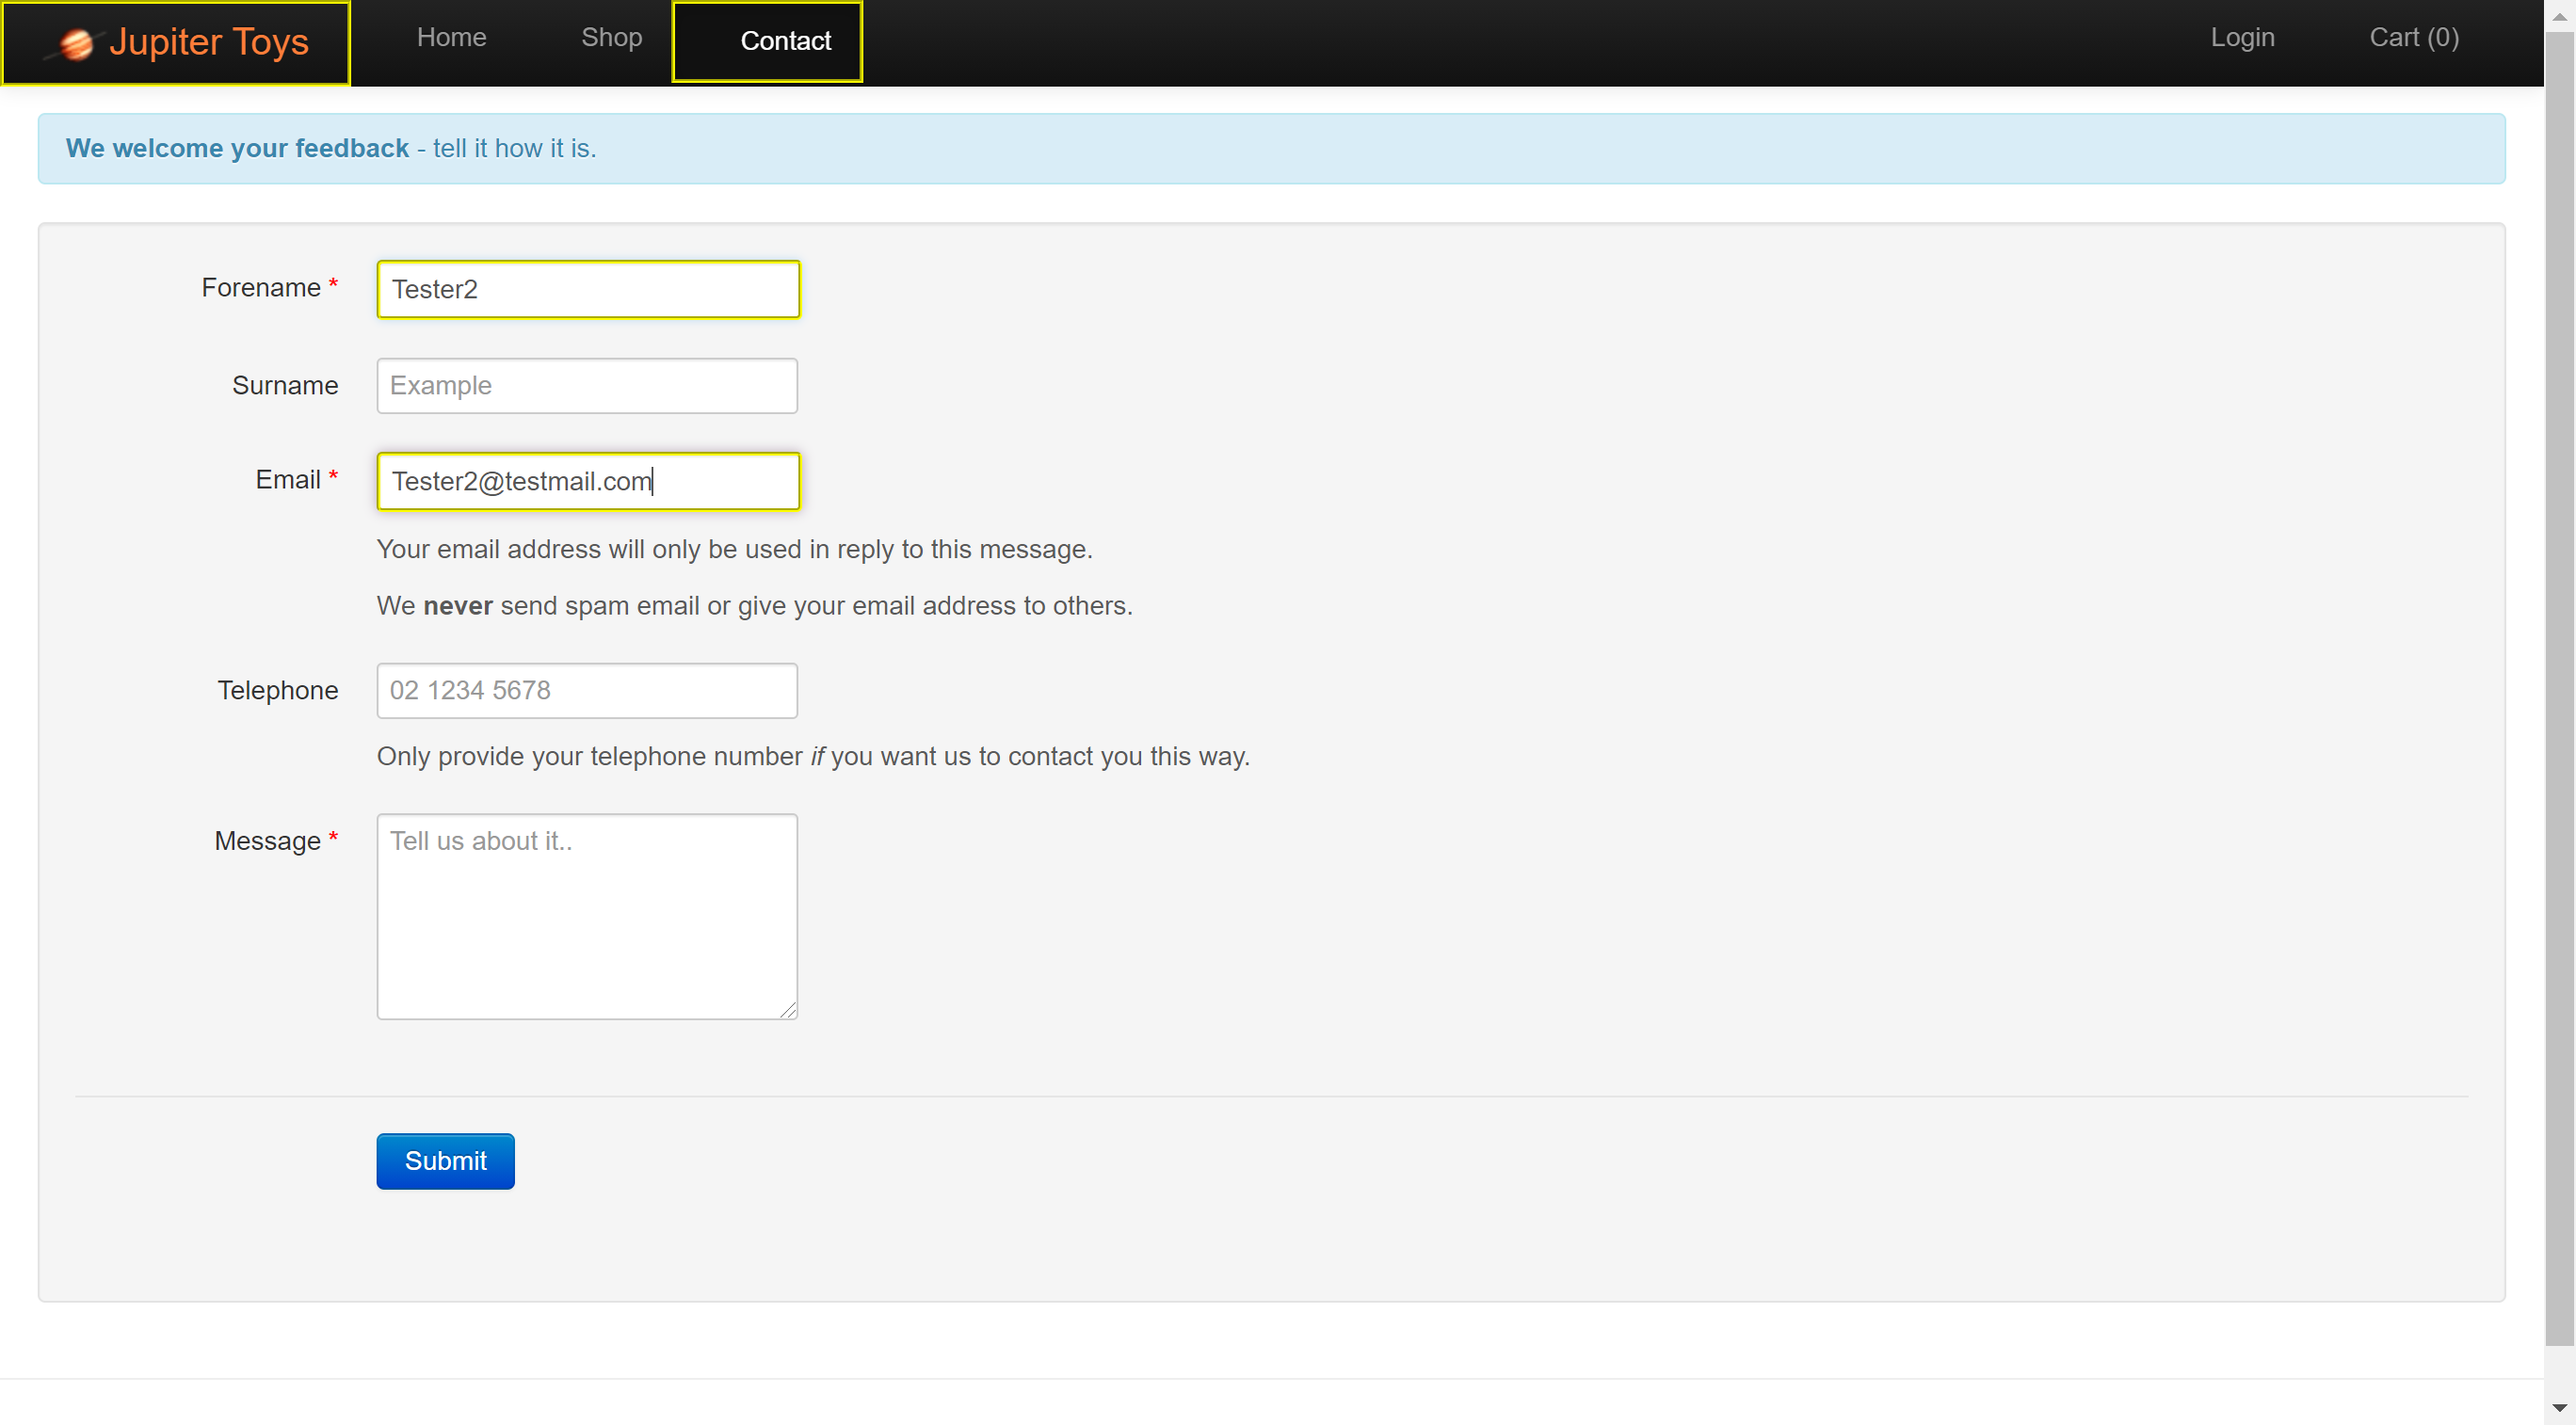 Jupiter Toys Home Shop Contact Login Cart (0)
We welcome your feedback - tell it how it is.
Forename * Tester2
Surname Example
Email * Tester2@testmail.com
Your email address will only be used in reply to this message.
We never send spam email or give your email address to others.
Telephone 02 1234 5678
Only provide your telephone number if you want us to contact you this way.
Message * Tell us about it..
Submit